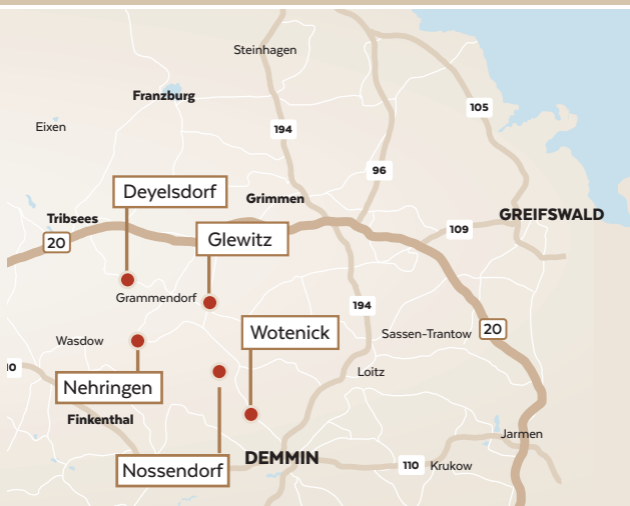 Steinhagen
Franzburg
105
Eixen
194
96
Deyelsdorf
Grimmen
Tribsees
GREIFSWALD
109
20
Glewitz
Grammendorf
194
Wotenick
Sassen-Trantow
20
Wasdow
10
Loitz
Nehringen
Finkenthal
Jarmen
DEMMIN
110
Krukow
Nossendorf